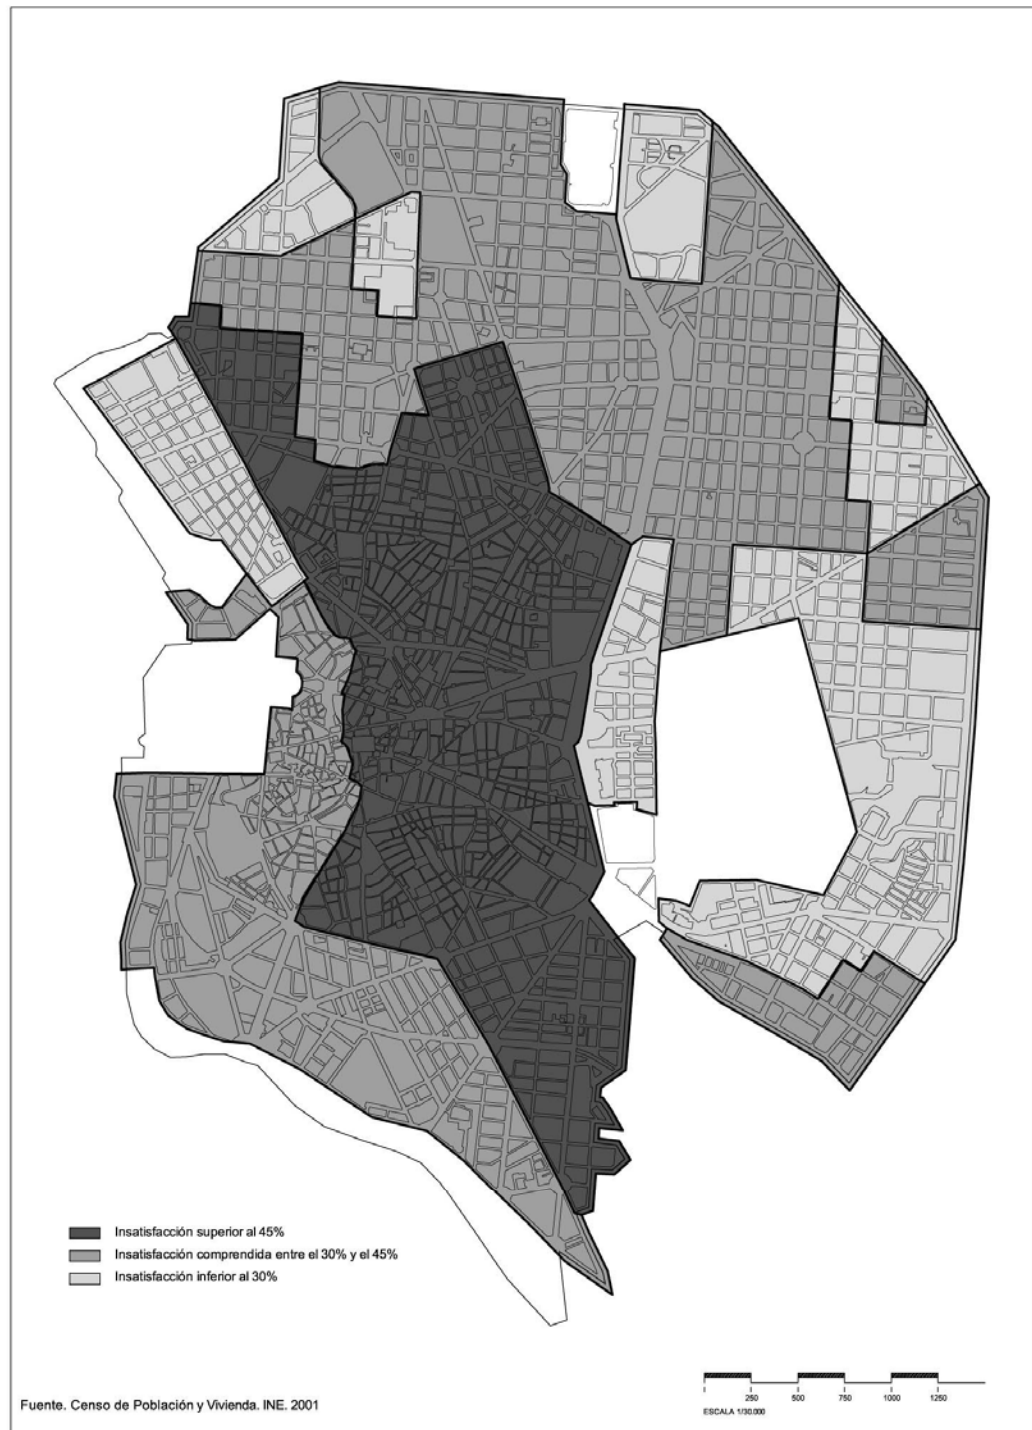 Insatisfacción superior al 45%
Insatisfacción comprendida entre el 30% y el 45%
Insatisfacción inferior al 30%
250 500 750 1000 1250
ESCALA 1/30.000
Fuente. Censo de Población y Vivienda. INE. 2001